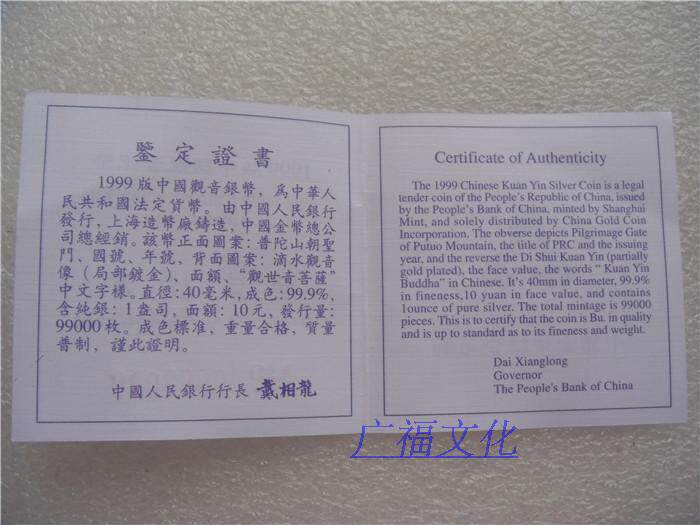 鑒定證書
1999版中國觀音銀幣，為中華人
民共和國法定貨幣。由中國人民銀行
發行，上海造幣廠鑄造，中國金幣總公
司總經銷。該幣正面圖案：普陀山朝聖
門、國號、年號，背面圖案：滴水觀音
像（局部鍍金）、面額、“觀世音菩薩”
中文字樣。直徑：40毫米，成色：99.9%，
含純銀：1盎司，面額：10元，發行量：
99000枚。成色標准，重量合格，質量
普制，謹此證明。
中國人民銀行行長 戴相龍
Certificate of Authenticity
The 1999 Chinese Kuan Yin Silver Coin is a legal
tender coin of the People's Republic of China, issued
by the People's Bank of China, minted by Shanghai
Mint, and solely distributed by China Gold Coin
Incorporation. The obverse depicts Pilgrimage Gate
of Putuo Mountain, the title of PRC and the issuing
year, and the reverse the Di Shui Kuan Yin (partially
gold plated), the face value, the words “ Kuan Yin
Buddha” in Chinese. It's 40mm in diameter, 99.9%
in fineness,10 yuan in face value, and contains
1ounce of pure silver. The total mintage is 99000
pieces. This is to certify that the coin is Bu. in quality
and is up to standard as to its fineness and weight.
Dai Xianglong
Governor
The People's Bank of China
广福文化